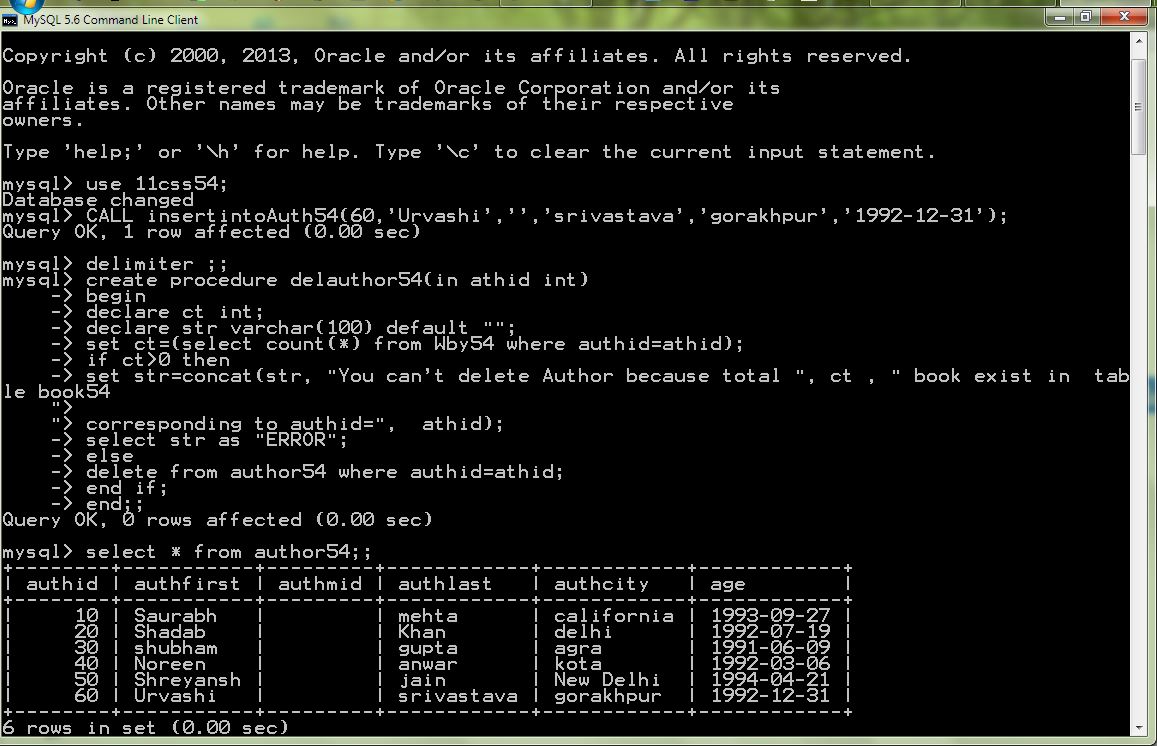 MySQL 5.6 Command Line Client
Copyright (c) 2000, 2013, Oracle and/or its affiliates. All rights reserved.
Oracle is a registered trademark of Oracle Corporation and/or its
affiliates. Other names may be trademarks of their respective
owners.
Type 'help;' or '\h' for help. Type '\c' to clear the current input statement.
mysql> use 11css54;
Database changed
mysql> CALL insertintoAuth54(60,'Urvashi','','srivastava','gorakhpur','1992-12-31');
Query OK, 1 row affected (0.00 sec)
mysql> delimiter ;;
mysql> create procedure delauthor54(in athid int)
    -> begin
    -> declare ct int;
    -> declare str varchar(100) default "";
    -> set ct=(select count(*) from Wby54 where authid=athid);
    -> if ct>0 then
    -> set str=concat(str, "You can't delete Author because total ", ct , " book exist in  tab
le book54
    ">
    "> corresponding to authid=",  athid);
    -> select str as "ERROR";
    -> else
    -> delete from author54 where authid=athid;
    -> end if;
    -> end;;
Query OK, 0 rows affected (0.00 sec)
mysql> select * from author54;;
+--------+-----------+---------+------------+------------+------------+
| authid | authfirst | authmid | authlast   | authcity   | age        |
+--------+-----------+---------+------------+------------+------------+
|     10 | Saurabh   |         | mehta      | california | 1993-09-27 |
|     20 | Shadab    |         | Khan       | delhi      | 1992-07-19 |
|     30 | shubham   |         | gupta      | agra       | 1991-06-09 |
|     40 | Noreen    |         | anwar      | kota       | 1992-03-06 |
|     50 | Shreyansh |         | jain       | New Delhi  | 1994-04-21 |
|     60 | Urvashi   |         | srivastava | gorakhpur  | 1992-12-31 |
+--------+-----------+---------+------------+------------+------------+
6 rows in set (0.00 sec)